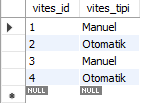 vites_id vites_tipi
1 Manuel
2 Otomatik
3 Manuel
4 Otomatik
NULL NULL